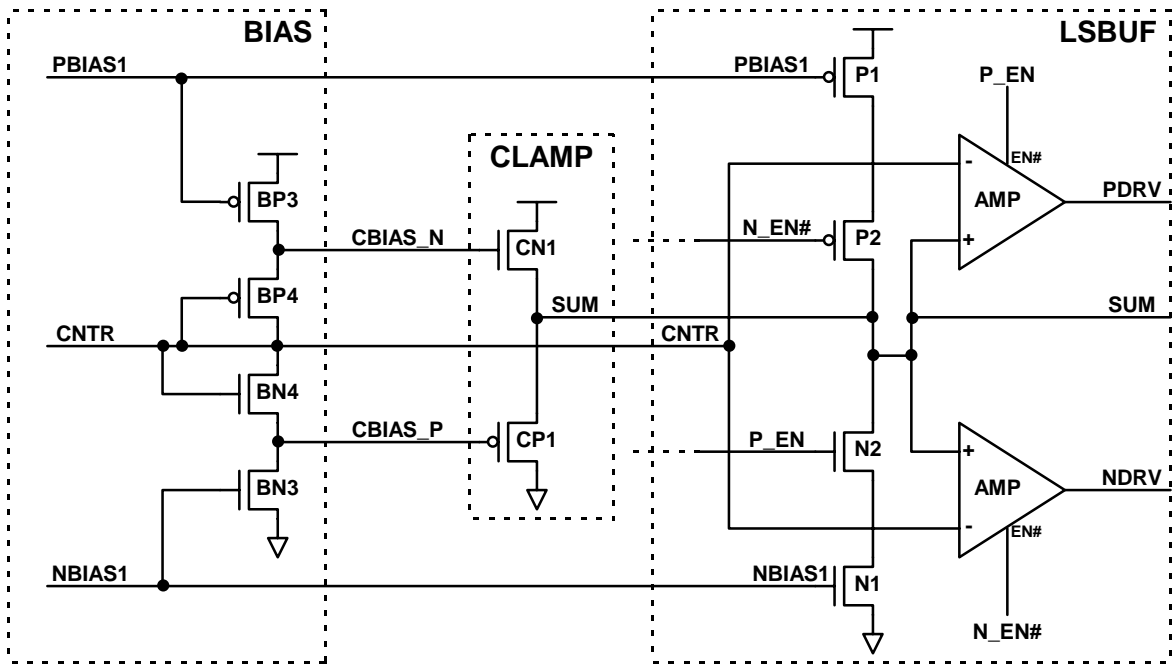 BIAS
LSBUF
PBIAS1
PBIAS1
P1
P_EN
EN#
CLAMP
-
AMP
PDRV
BP3
N_EN#
P2
+
CBIAS_N
CN1
BP4
SUM
SUM
CNTR
CNTR
BN4
CBIAS_P
CP1
P_EN
N2
+
AMP
NDRV
BN3
-
EN#
NBIAS1
NBIAS1
N1
N_EN#